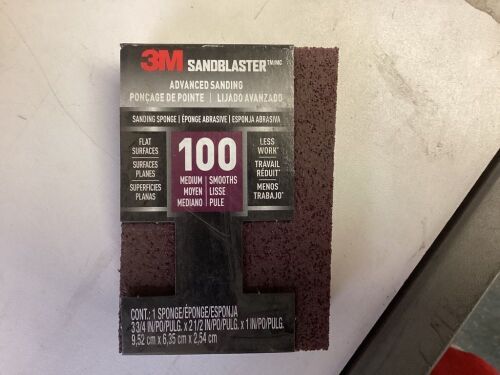 3M SANDBLASTER TM/MC
ADVANCED SANDING
PONÇAGE DE POINTE | LIJADO AVANZADO
SANDING SPONGE | ÉPONGE ABRASIVE | ESPONJA ABRASIVA
FLAT
SURFACES
SURFACES
PLANES
SUPERFICIES
PLANAS
100
MEDIUM | SMOOTHS
MOYEN | LISSE
MEDIANO | PULE
LESS
WORK*
TRAVAIL
RÉDUIT*
MENOS
TRABAJO*
CONT.: 1 SPONGE/ÉPONGE/ESPONJA
3 3/4 IN/PO/PULG. x 2 1/2 IN/PO/PULG. x 1 IN/PO/PULG.
9,52 cm x 6,35 cm x 2,54 cm